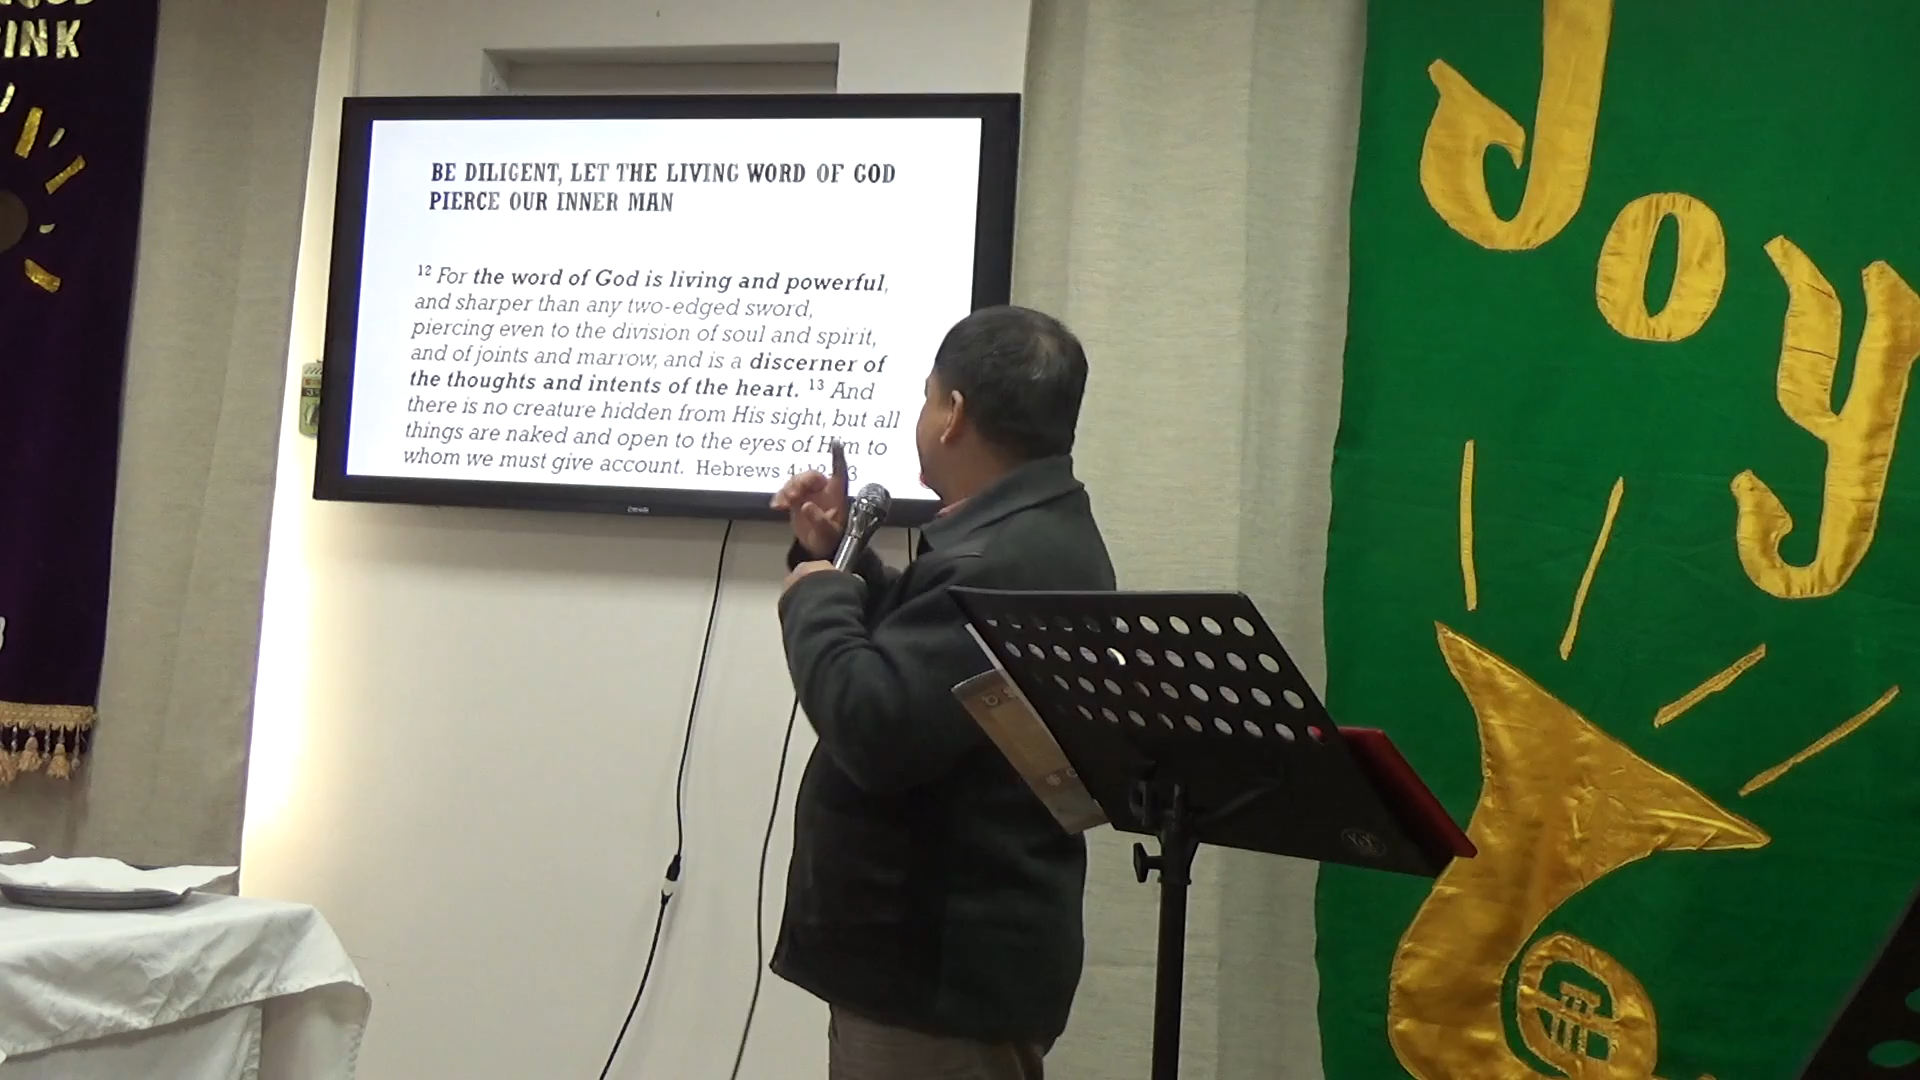 INK
BE DILIGENT, LET THE LIVING WORD OF GOD
PIERCE OUR INNER MAN
12 For the word of God is living and powerful,
and sharper than any two-edged sword,
piercing even to the division of soul and spirit,
and of joints and marrow, and is a discerner of
the thoughts and intents of the heart. 13 And
there is no creature hidden from His sight, but all
things are naked and open to the eyes of Him to
whom we must give account. Hebrews
Joy